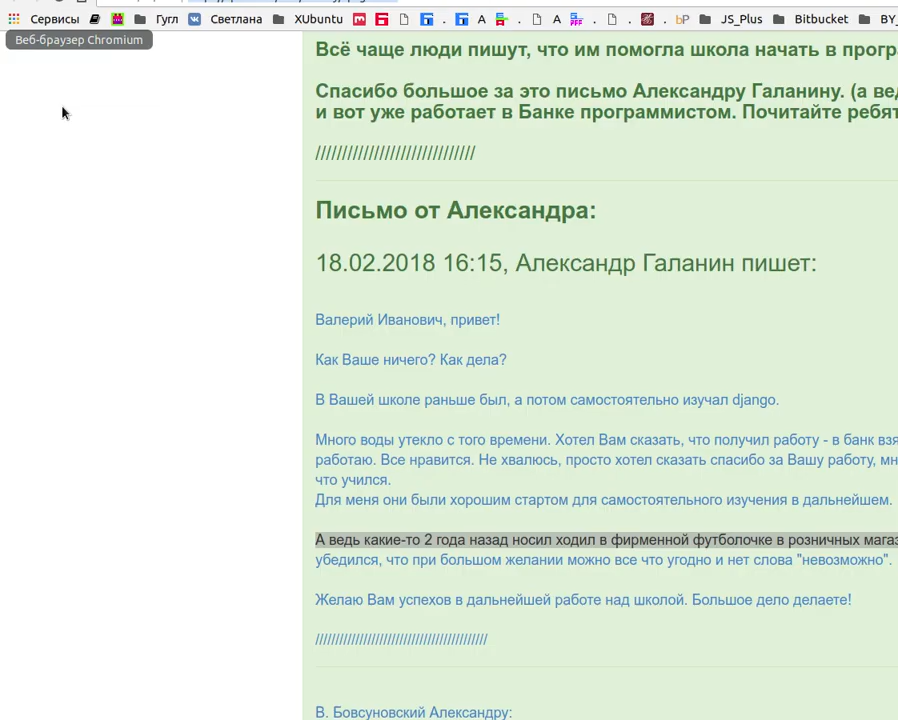 Сервисы Гугл Светлана XUbuntu . . A . A . . bP JS_Plus Bitbucket BY_
Веб-браузер Chromium
Всё чаще люди пишут, что им помогла школа начать в прогр
Спасибо большое за это письмо Александру Галанину. (а ве
и вот уже работает в Банке программистом. Почитайте ребят
//////////////////////////////
Письмо от Александра:
18.02.2018 16:15, Александр Галанин пишет:
Валерий Иванович, привет!
Как Ваше ничего? Как дела?
В Вашей школе раньше был, а потом самостоятельно изучал django.
Много воды утекло с того времени. Хотел Вам сказать, что получил работу - в банк взя
работаю. Все нравится. Не хвалюсь, просто хотел сказать спасибо за Вашу работу, мн
что учился.
Для меня они были хорошим стартом для самостоятельного изучения в дальнейшем.
А ведь какие-то 2 года назад носил ходил в фирменной футболочке в розничных мага
убедился, что при большом желании можно все что угодно и нет слова "невозможно".
Желаю Вам успехов в дальнейшей работе над школой. Большое дело делаете!
///////////////////////////////////////////
В. Бовсуновский Александру: